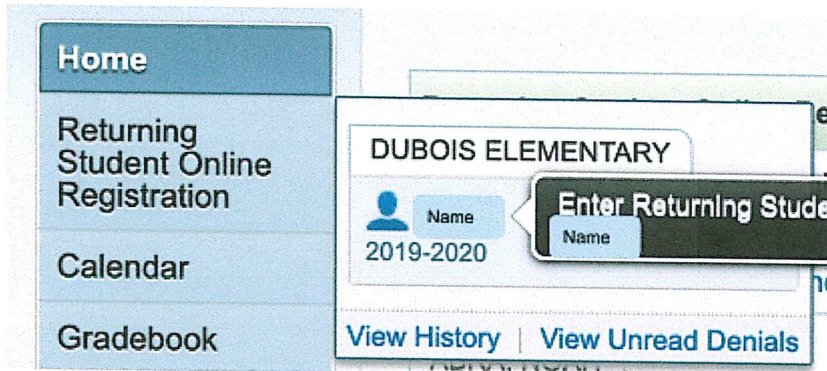 Home
Returning
Student Online
Registration
Calendar
Gradebook
DUBOIS ELEMENTARY
Name
2019-2020
Enter Returning Stude
Name
View History | View Unread Denials